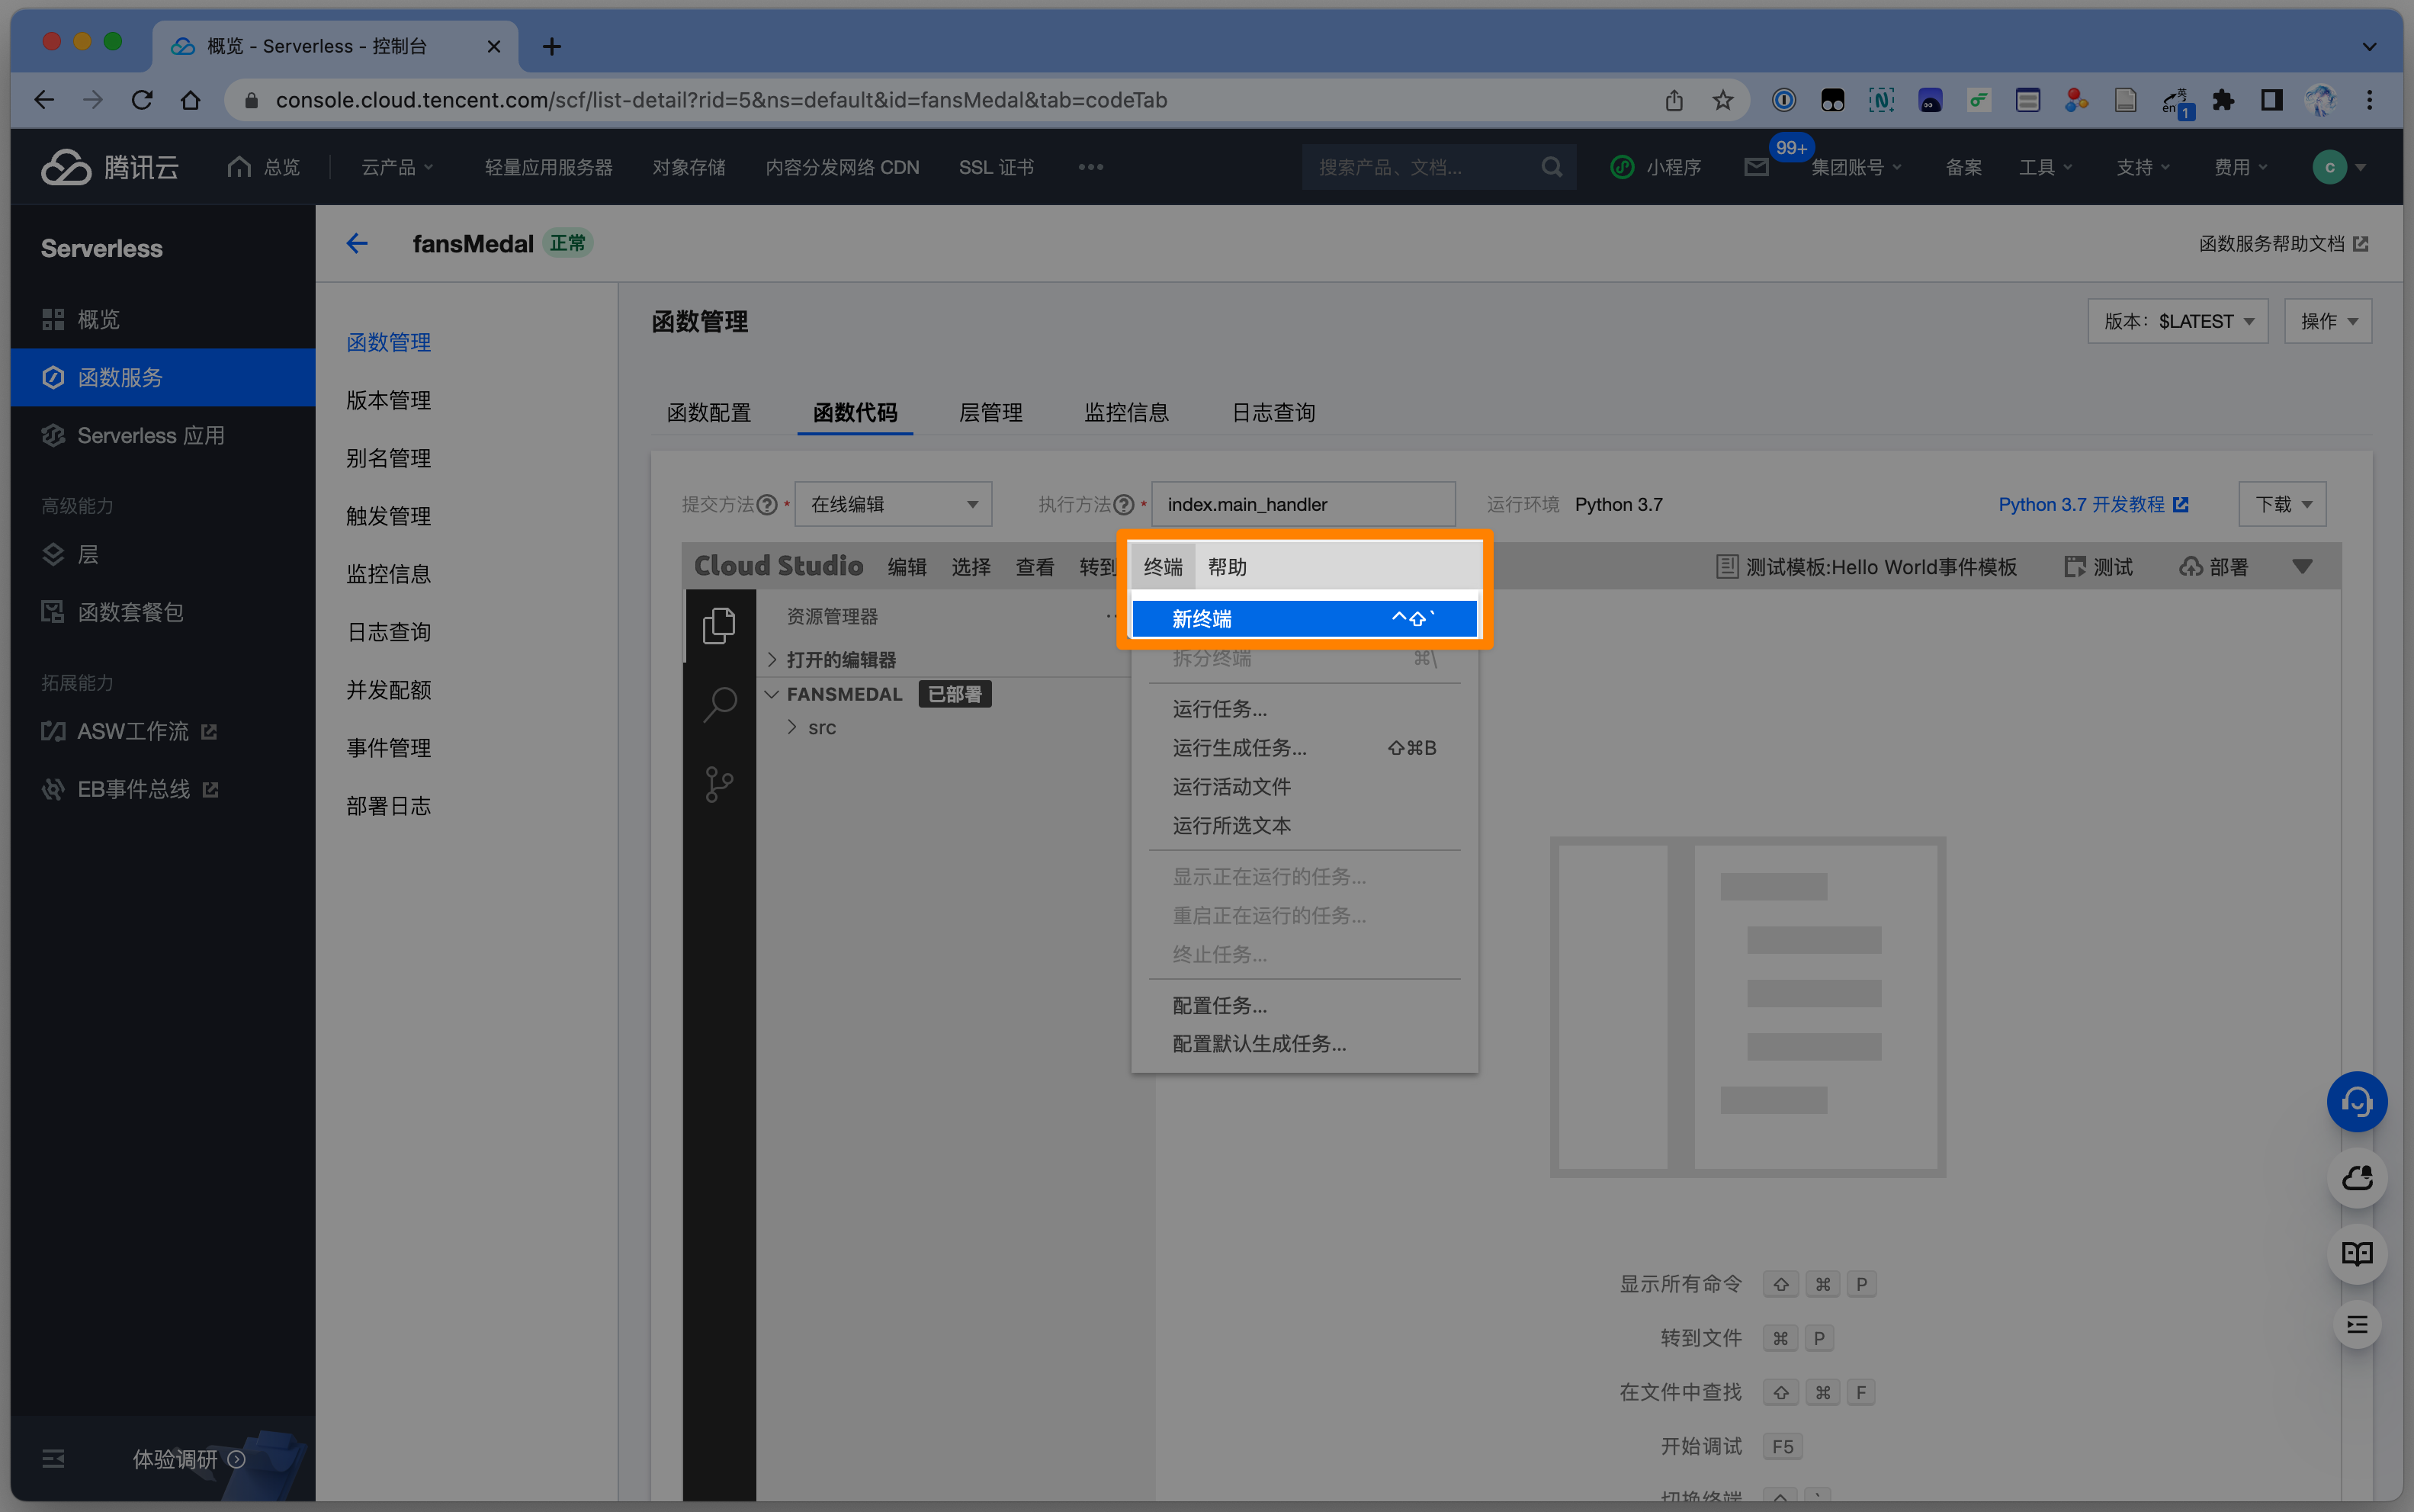 概览 - Serverless - 控制台
console.cloud.tencent.com/scf/list-detail?rid=5&ns=default&id=fansMedal&tab=codeTab
英
en
1
腾讯云
总览
云产品
轻量应用服务器
对象存储
内容分发网络 CDN
SSL 证书
搜索产品、文档...
小程序
99+
集团账号
备案
工具
支持
费用
c
Serverless
概览
函数服务
Serverless 应用
高级能力
层
函数套餐包
拓展能力
ASW工作流
EB事件总线
体验调研
fansMedal 正常
函数服务帮助文档
函数管理
版本管理
别名管理
触发管理
监控信息
日志查询
并发配额
事件管理
部署日志
函数管理
版本: $LATEST
操作
函数配置
函数代码
层管理
监控信息
日志查询
提交方法 * 在线编辑
执行方法 * index.main_handler
运行环境 Python 3.7
Python 3.7 开发教程
下载
Cloud Studio 编辑 选择 查看 转到 终端 帮助
测试模板:Hello World事件模板
测试
部署
资源管理器
打开的编辑器
FANSMEDAL 已部署
src
新终端 ^⇧`
拆分终端 ⌘\
运行任务...
运行生成任务... ⇧⌘B
运行活动文件
运行所选文本
显示正在运行的任务...
重启正在运行的任务...
终止任务...
配置任务...
配置默认生成任务...
显示所有命令 ⇧ ⌘ P
转到文件 ⌘ P
在文件中查找 ⇧ ⌘ F
开始调试 F5
切换终端 ^ `